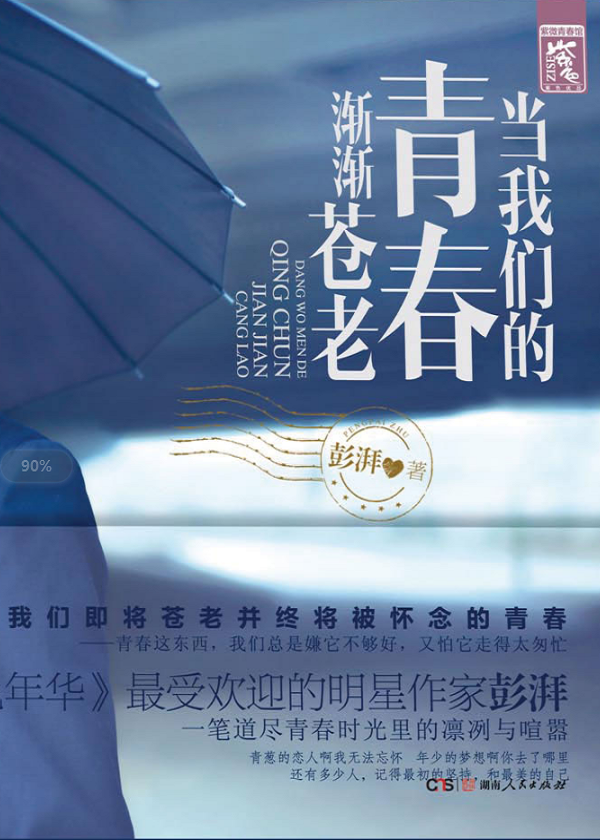 紫微青春馆
ZISE
紫色
当我们的
青春
渐渐苍老
DANG WO MEN DE
QING CHUN
JIAN JIAN
CANG LAO
PENGPAI ZHU
彭湃 著
90%
我们即将苍老并终将被怀念的青春
——青春这东西，我们总是嫌它不够好，又怕它走得太匆忙
年华》最受欢迎的明星作家彭湃
一笔道尽青春时光里的凛冽与喧嚣
青葱的恋人啊我无法忘怀 年少的梦想啊你去了哪里
还有多少人，记得最初的坚持，和最美的自己
湖南人民出版社